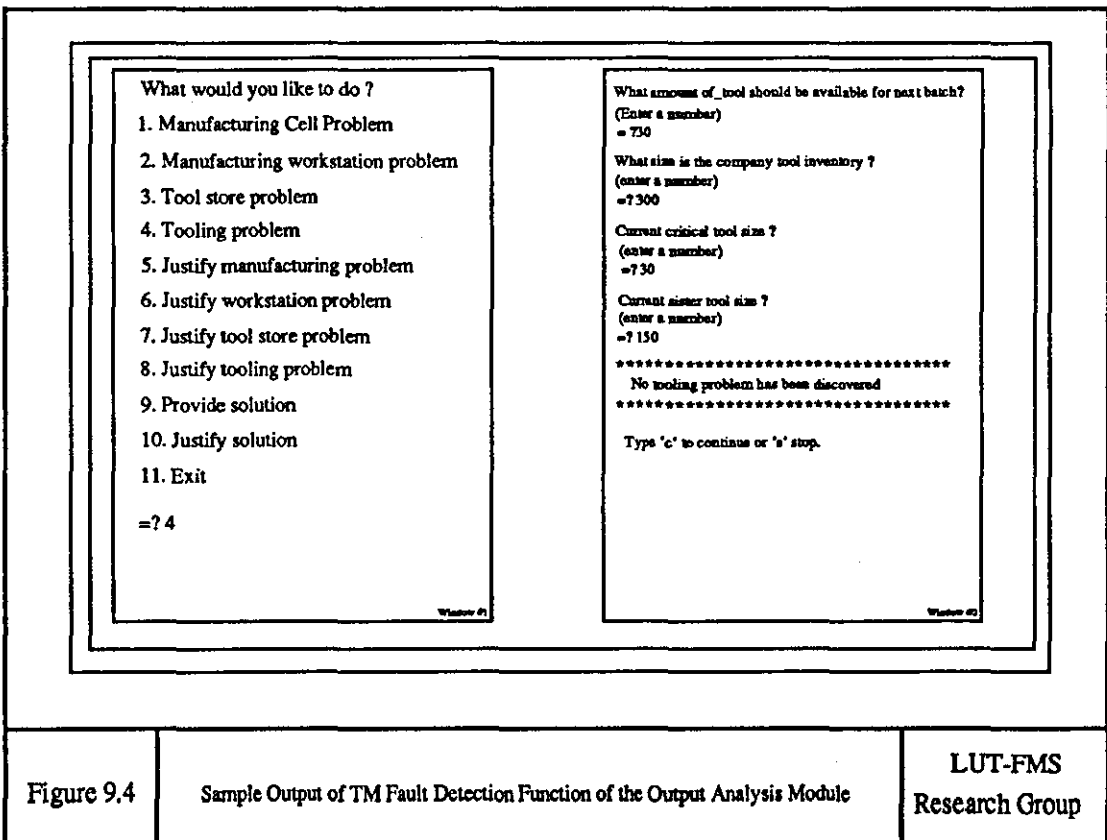 What would you like to do ?
1. Manufacturing Cell Problem
2. Manufacturing workstation problem
3. Tool store problem
4. Tooling problem
5. Justify manufacturing problem
6. Justify workstation problem
7. Justify tool store problem
8. Justify tooling problem
9. Provide solution
10. Justify solution
11. Exit
=? 4
Window #1
What amount of_tool should be available for next batch?
(Enter a number)
= ?30
What size is the company tool inventory ?
(enter a number)
=? 300
Current critical tool size ?
(enter a number)
=? 30
Current sister tool size ?
(enter a number)
=? 150
**********************************
No tooling problem has been discovered
**********************************
Type 'c' to continue or 's' stop.
Window #2
Figure 9.4
Sample Output of TM Fault Detection Function of the Output Analysis Module
LUT-FMS
Research Group